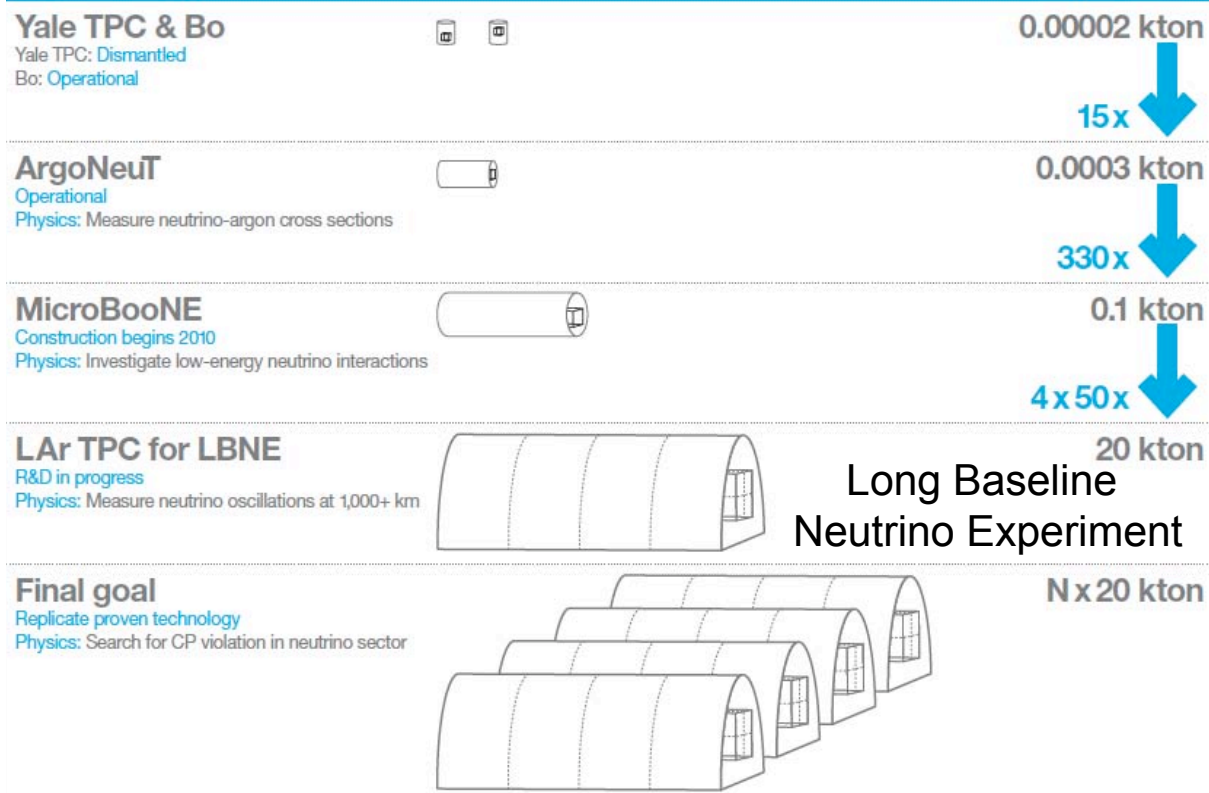 Yale TPC & Bo
0.00002 kton
Yale TPC: Dismantled
Bo: Operational
15x
ArgoNeuT
0.0003 kton
Operational
Physics: Measure neutrino-argon cross sections
330x
MicroBooNE
0.1 kton
Construction begins 2010
Physics: Investigate low-energy neutrino interactions
4 x 50x
LAr TPC for LBNE
20 kton
R&D in progress
Physics: Measure neutrino oscillations at 1,000+ km
Long Baseline
Neutrino Experiment
Final goal
N x 20 kton
Replicate proven technology
Physics: Search for CP violation in neutrino sector